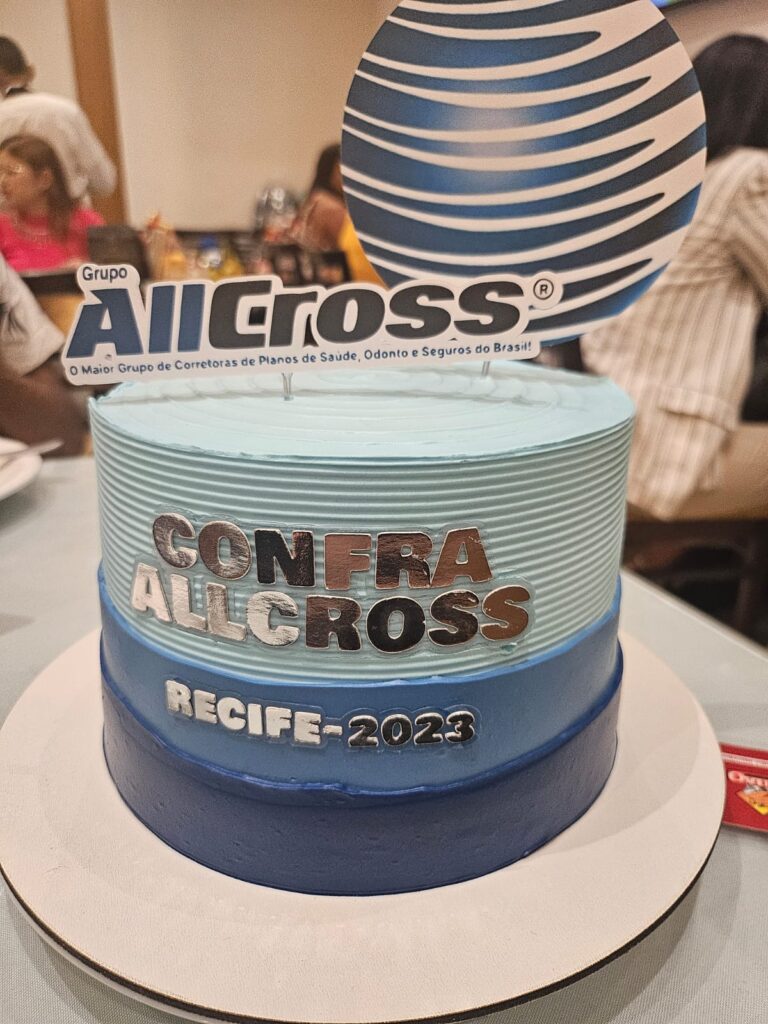 Grupo
AllCross®
O Maior Grupo de Corretoras de Planos de Saúde, Odonto e Seguros do Brasil!
CONFRA
ALLCROSS
RECIFE-2023